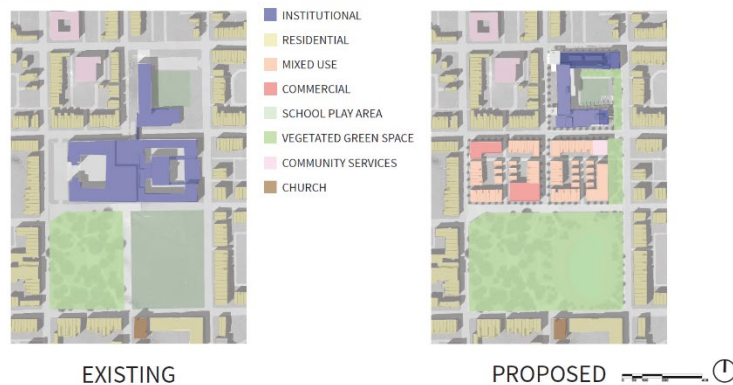 INSTITUTIONAL
RESIDENTIAL
MIXED USE
COMMERCIAL
SCHOOL PLAY AREA
VEGETATED GREEN SPACE
COMMUNITY SERVICES
CHURCH
EXISTING
PROPOSED